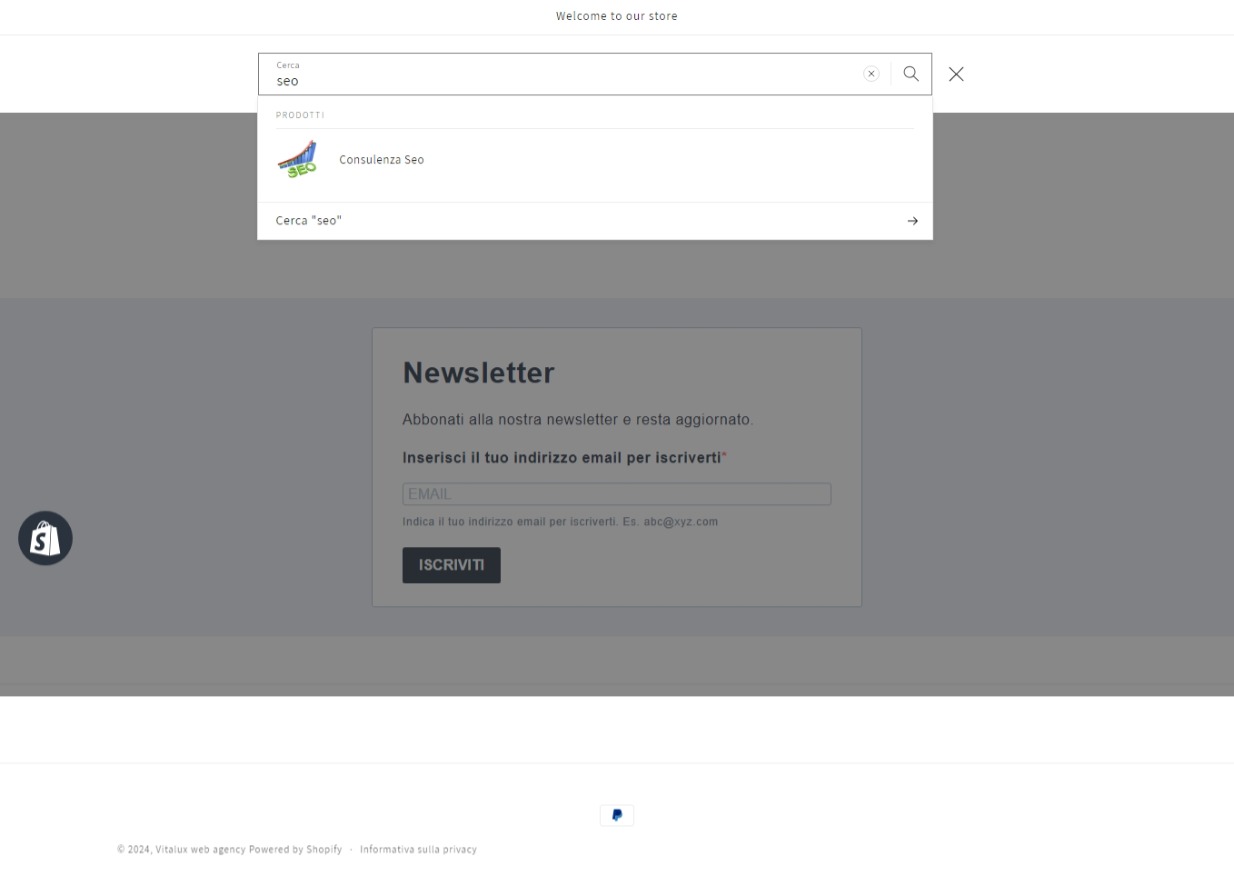 Welcome to our store
Cerca
seo
PRODOTTI
SEO
Consulenza Seo
Cerca "seo"
Newsletter
Abbonati alla nostra newsletter e resta aggiornato.
Inserisci il tuo indirizzo email per iscriverti*
EMAIL
Indica il tuo indirizzo email per iscriverti. Es. abc@xyz.com
S
ISCRIVITI
© 2024, Vitalux web agency Powered by Shopify · Informativa sulla privacy